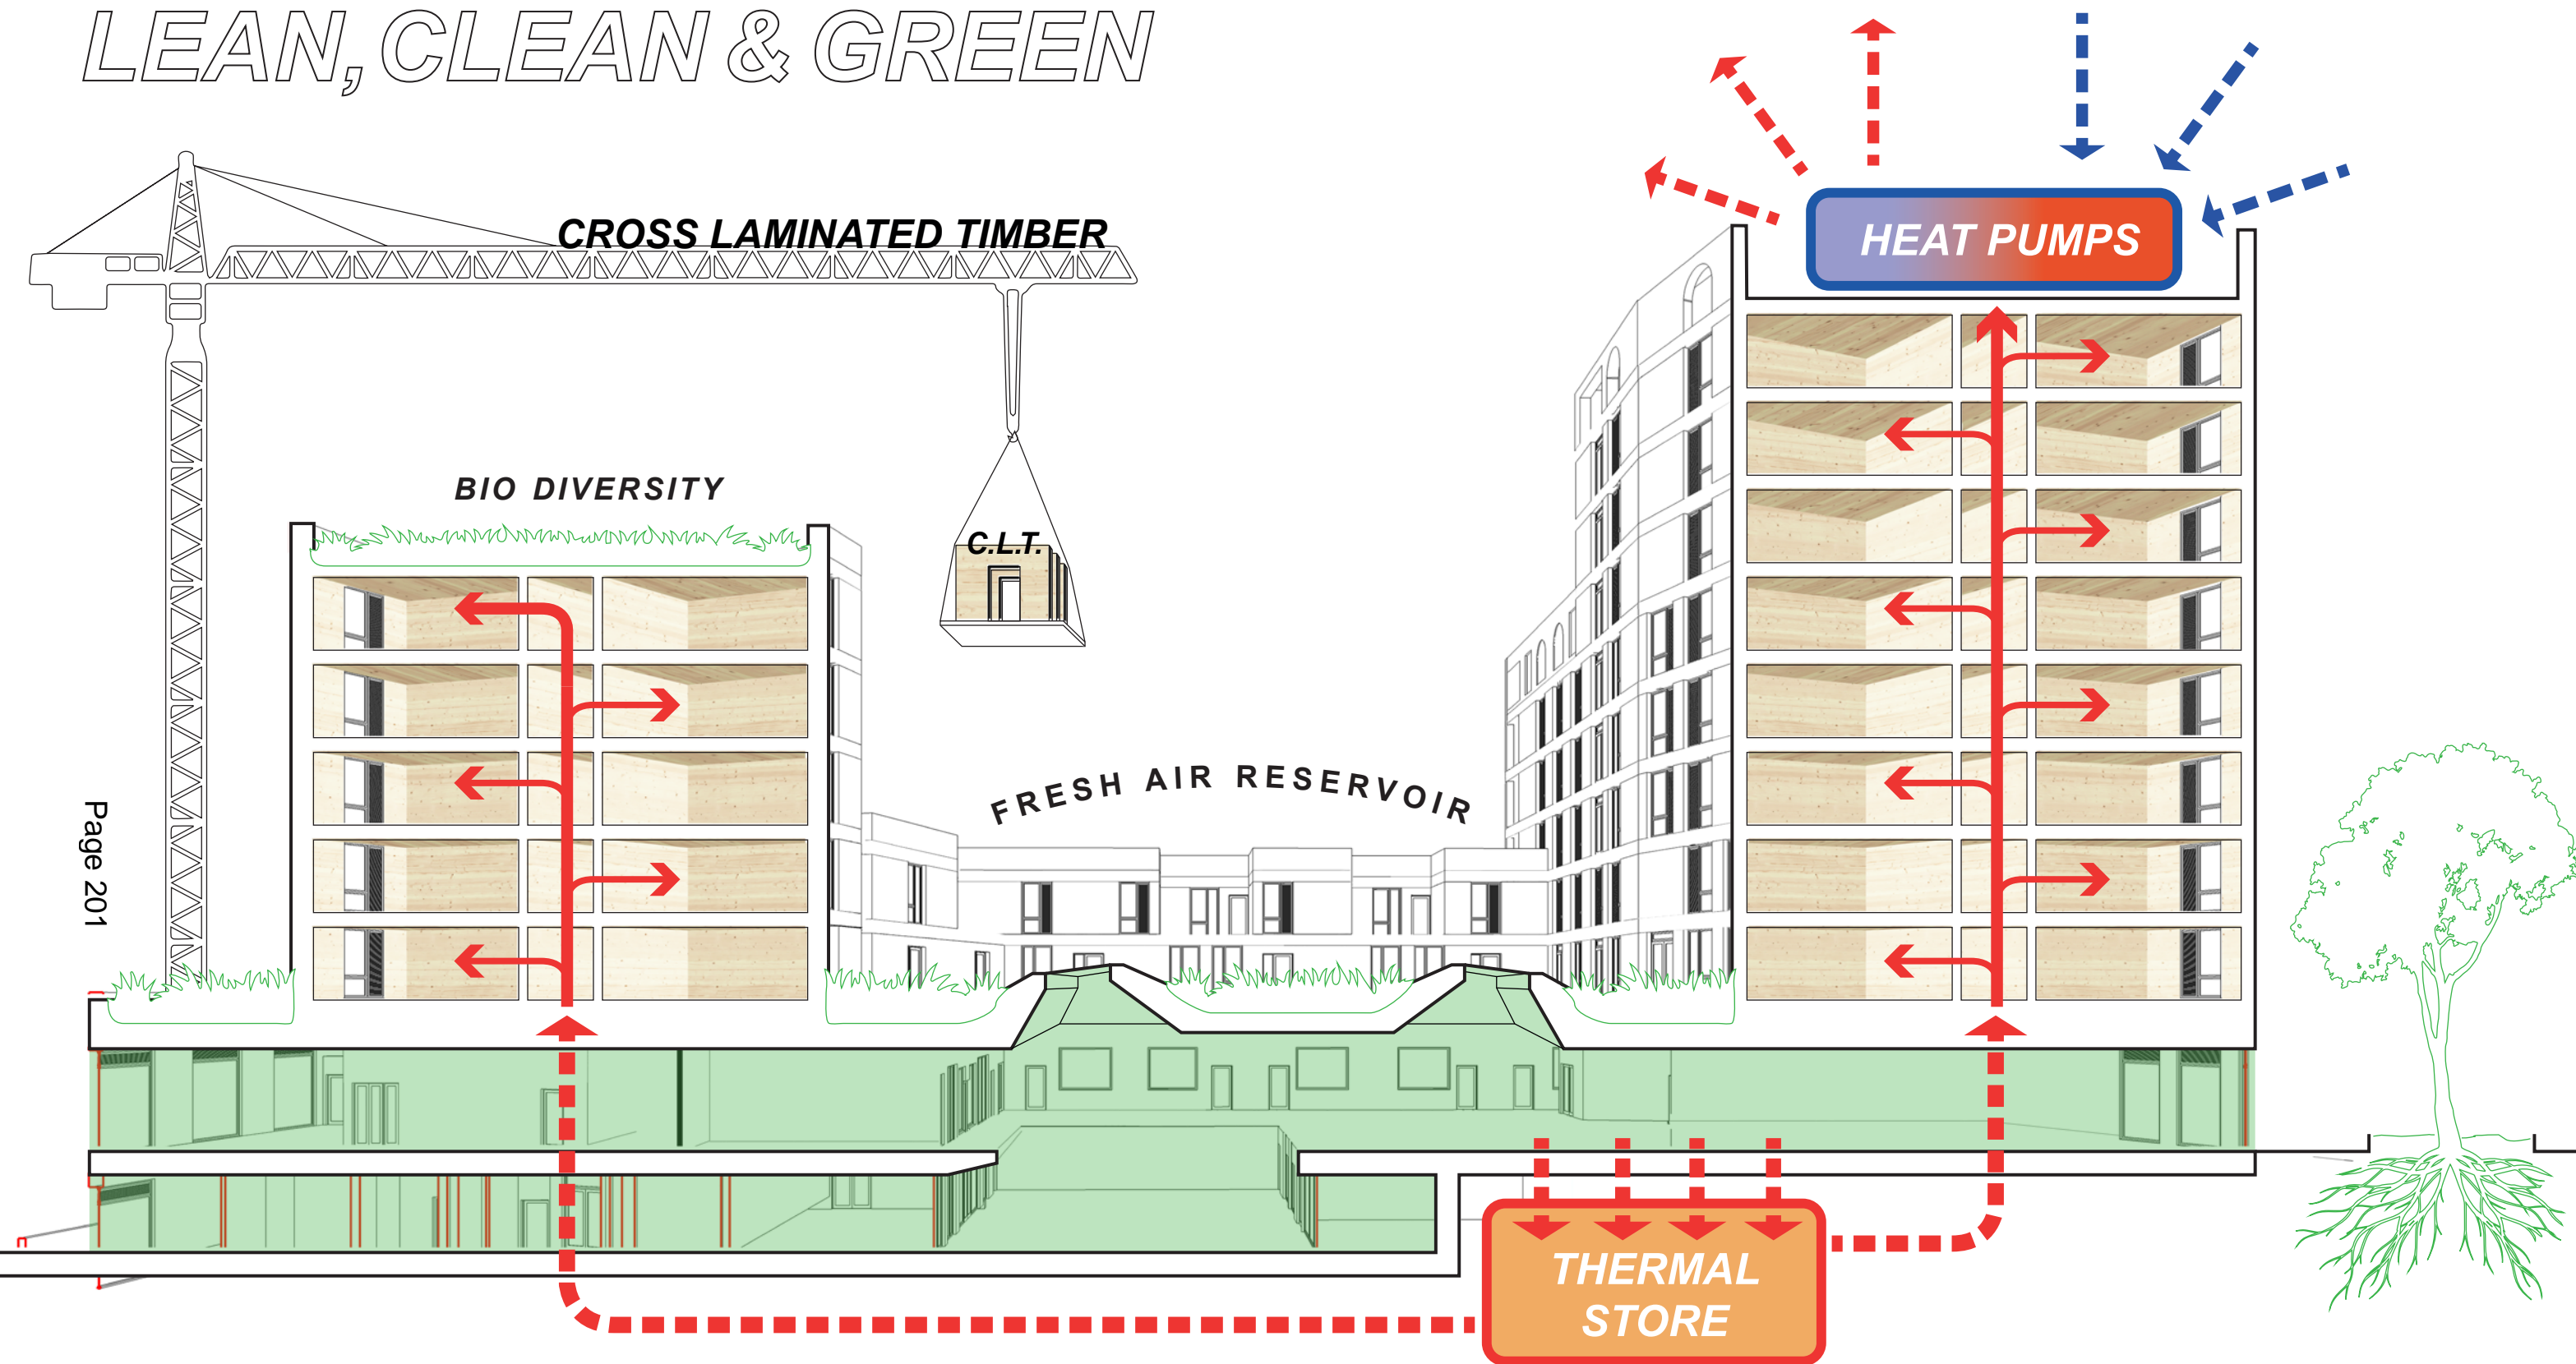 LEAN, CLEAN & GREEN
CROSS LAMINATED TIMBER
HEAT PUMPS
BIO DIVERSITY
C.L.T.
FRESH AIR RESERVOIR
Page 201
THERMAL
STORE